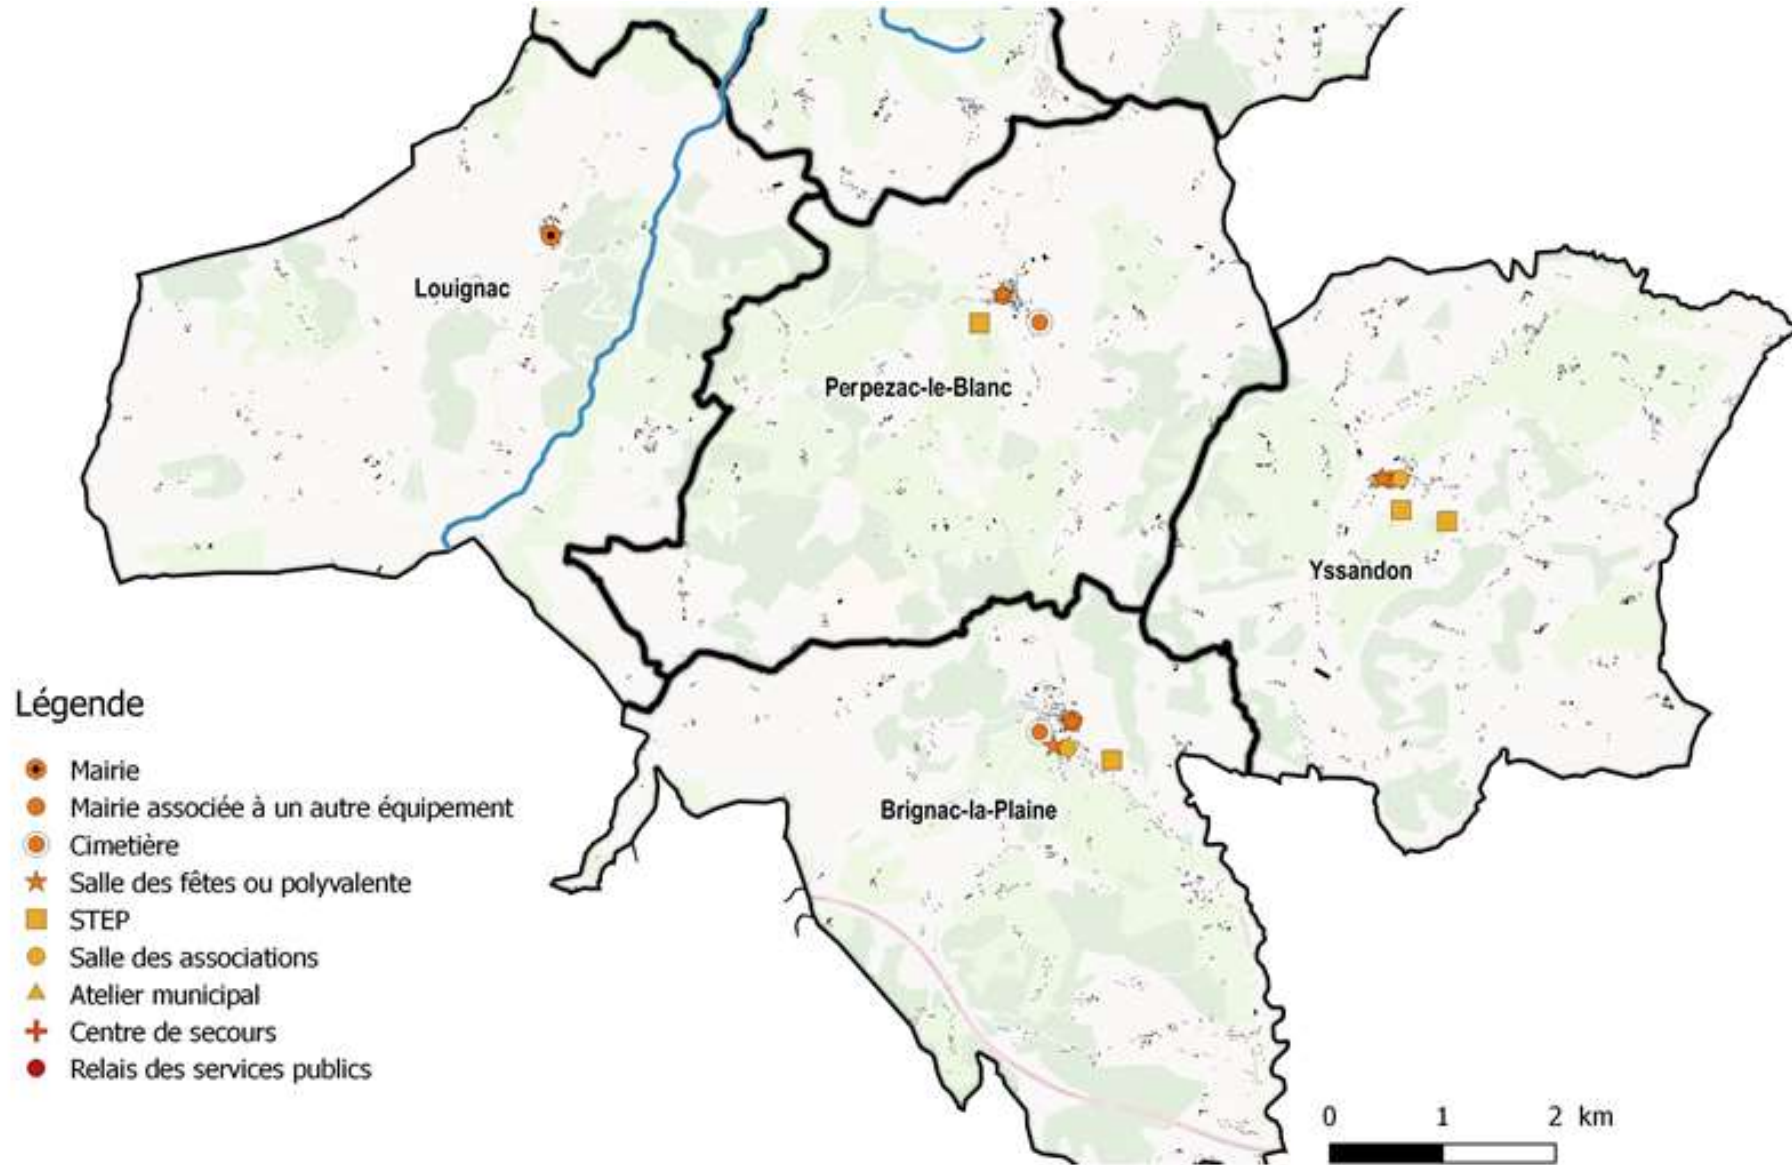 Louignac
Perpezac-le-Blanc
Yssandon
Brignac-la-Plaine
Légende
Mairie
Mairie associée à un autre équipement
Cimetière
Salle des fêtes ou polyvalente
STEP
Salle des associations
Atelier municipal
Centre de secours
Relais des services publics
0 1 2 km